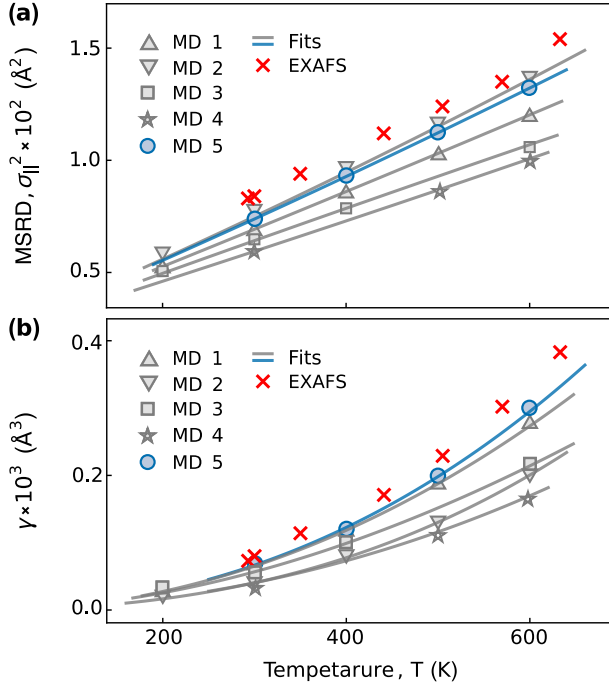 (a)
MSRD, σ||² × 10² (Å²)
1.5
1.0
0.5
MD 1
MD 2
MD 3
MD 4
MD 5
Fits
EXAFS
(b)
γ×10³ (Å³)
0.4
0.2
0.0
MD 1
MD 2
MD 3
MD 4
MD 5
Fits
EXAFS
200 400 600
Tempetarure, T (K)